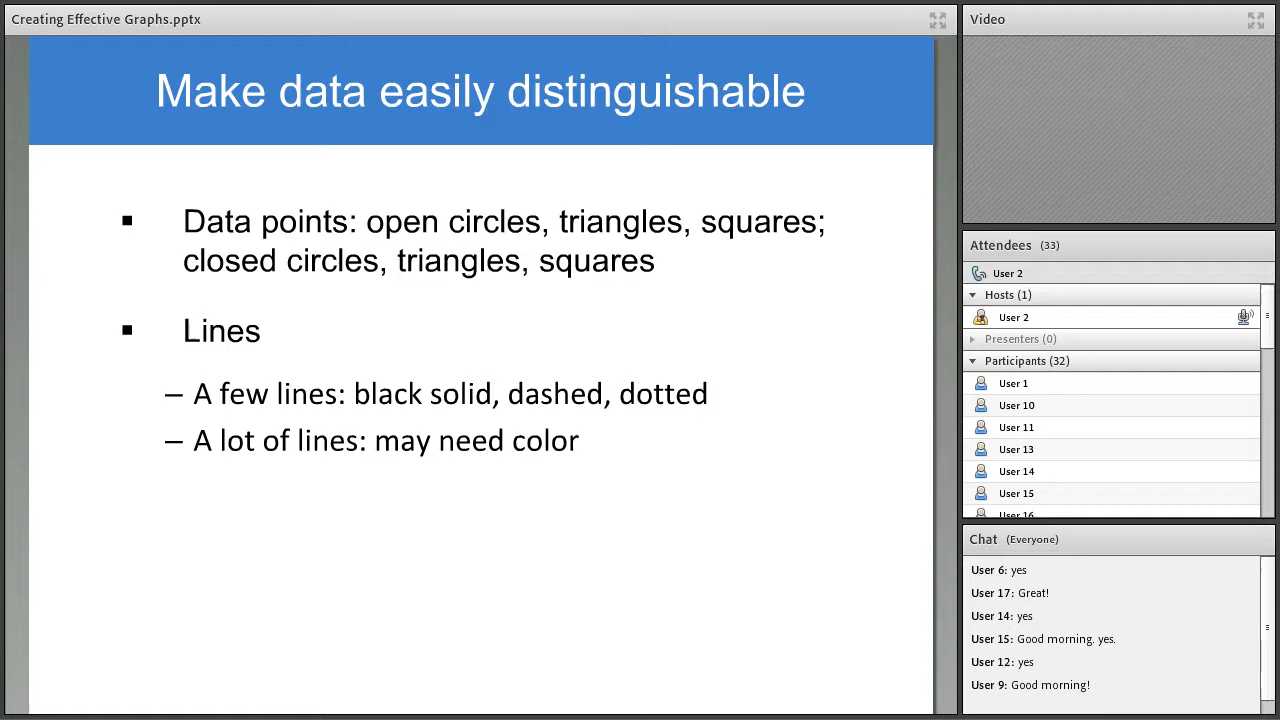 Creating Effective Graphs.pptx
Make data easily distinguishable
▪ Data points: open circles, triangles, squares;
closed circles, triangles, squares
▪ Lines
– A few lines: black solid, dashed, dotted
– A lot of lines: may need color
Video
Attendees (33)
User 2
Hosts (1)
User 2
Presenters (0)
Participants (32)
User 1
User 10
User 11
User 13
User 14
User 15
User 16
Chat (Everyone)
User 6: yes
User 17: Great!
User 14: yes
User 15: Good morning. yes.
User 12: yes
User 9: Good morning!